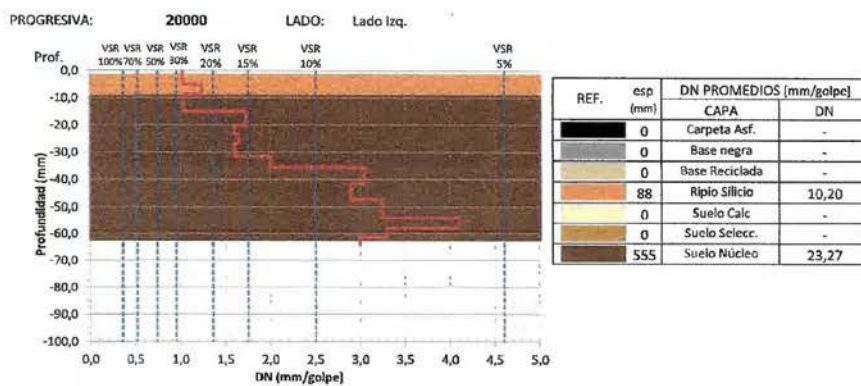 PROGRESIVA: 20000 LADO: Lado Izq.
Prof. VSR 100% VSR 70% VSR 50% VSR 30% VSR 20% VSR 15% VSR 10% VSR 5%
0,0
-10,0
-20,0
-30,0
-40,0
-50,0
-60,0
-70,0
-80,0
-90,0
-100,0
Profundidad (mm)
0,0 0,5 1,0 1,5 2,0 2,5 3,0 3,5 4,0 4,5 5,0
DN (mm/golpe)
REF. esp (mm) DN PROMEDIOS (mm/golpe)
CAPA DN
0 Carpeta Asf. -
0 Base negra -
0 Base Reciclada -
88 Ripio Silicio 10,20
0 Suelo Calc -
0 Suelo Selecc. -
555 Suelo Núcleo 23,27